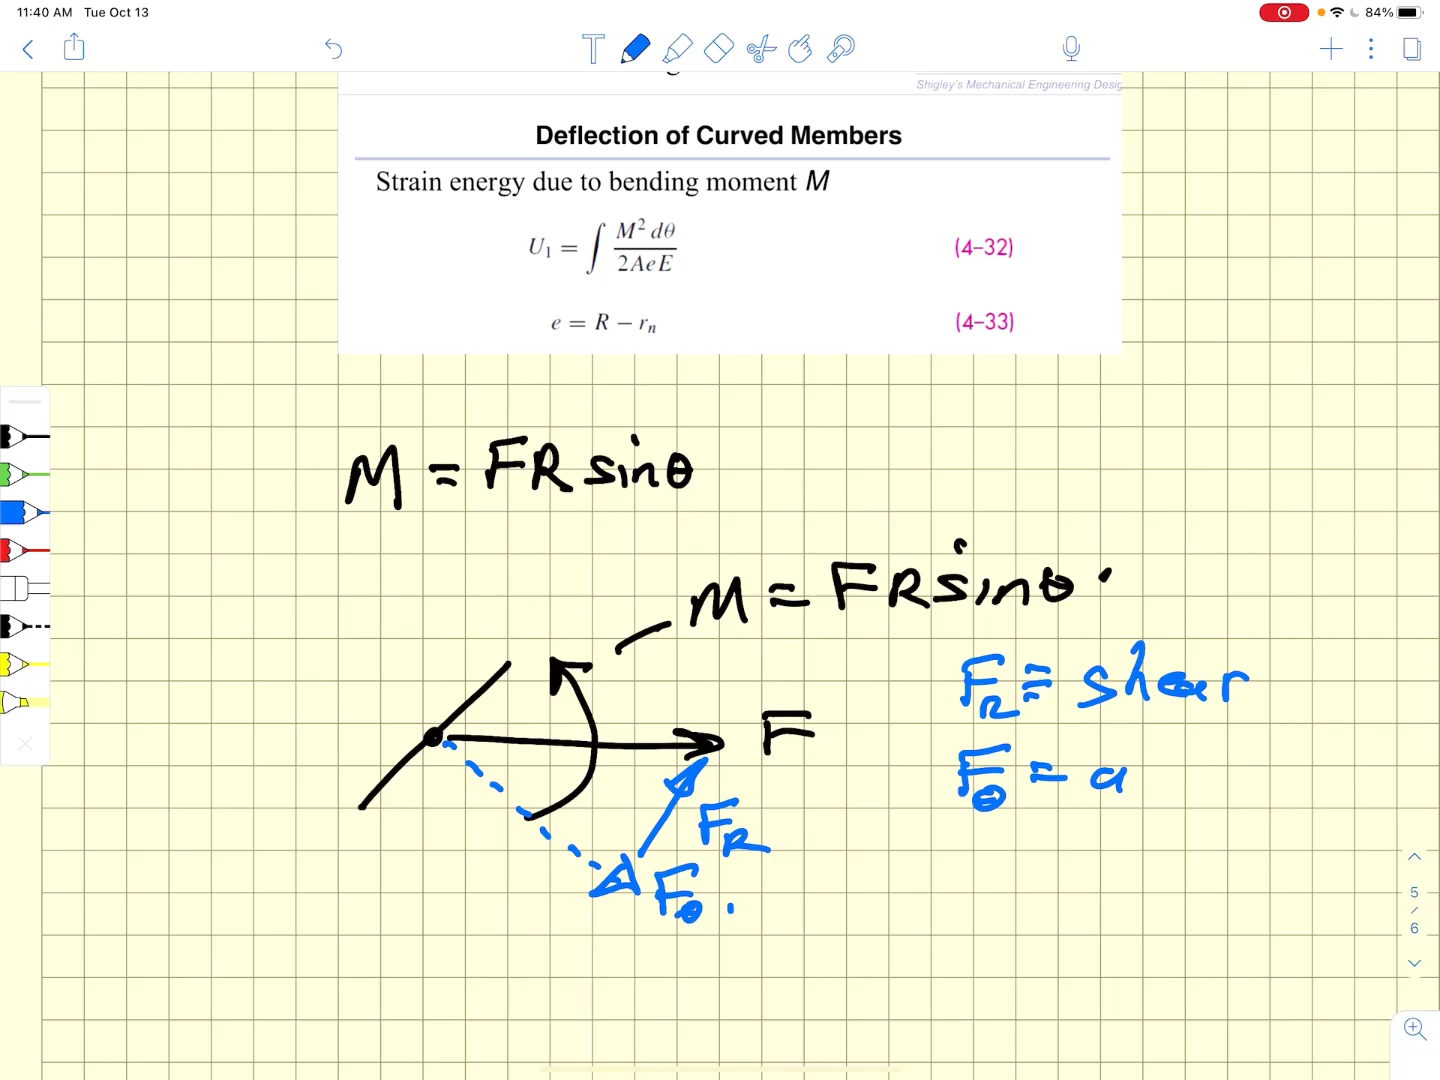 11:40 AM Tue Oct 13
84%
T
Shigley's Mechanical Engineering Desig
Deflection of Curved Members
Strain energy due to bending moment M
U₁ = ∫ M² dθ / 2AeE (4–32)
e = R − rₙ (4–33)
M = FR sinθ
M = FR sinθ
F_R ≡ shear
F
F_θ = a
F_R
F_θ
5
/
6